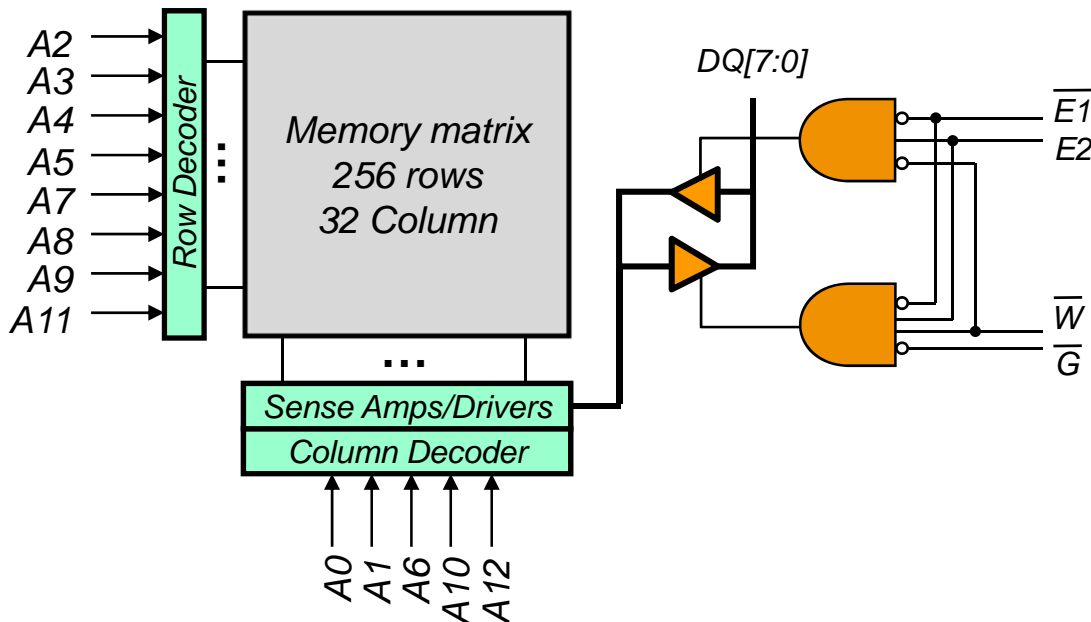 A2
A3
A4
A5
A7
A8
A9
A11
Row Decoder
...
Memory matrix
256 rows
32 Column
...
Sense Amps/Drivers
Column Decoder
A0
A1
A6
A10
A12
DQ[7:0]
E1
E2
W
G